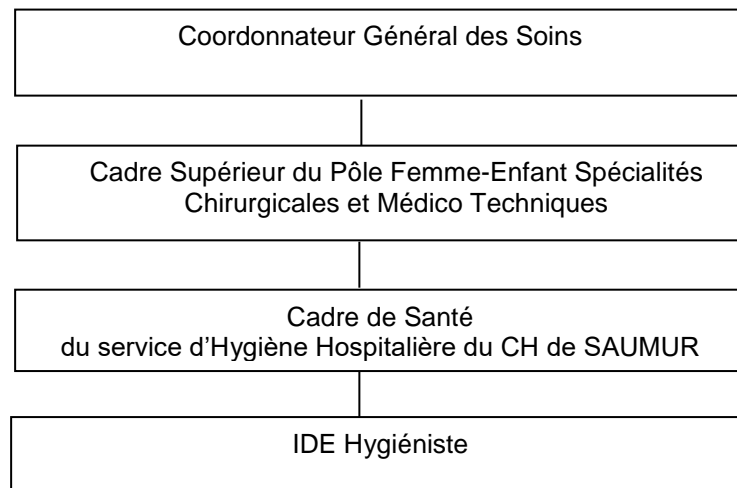 Coordonnateur Général des Soins
Cadre Supérieur du Pôle Femme-Enfant Spécialités
Chirurgicales et Médico Techniques
Cadre de Santé
du service d'Hygiène Hospitalière du CH de SAUMUR
IDE Hygiéniste